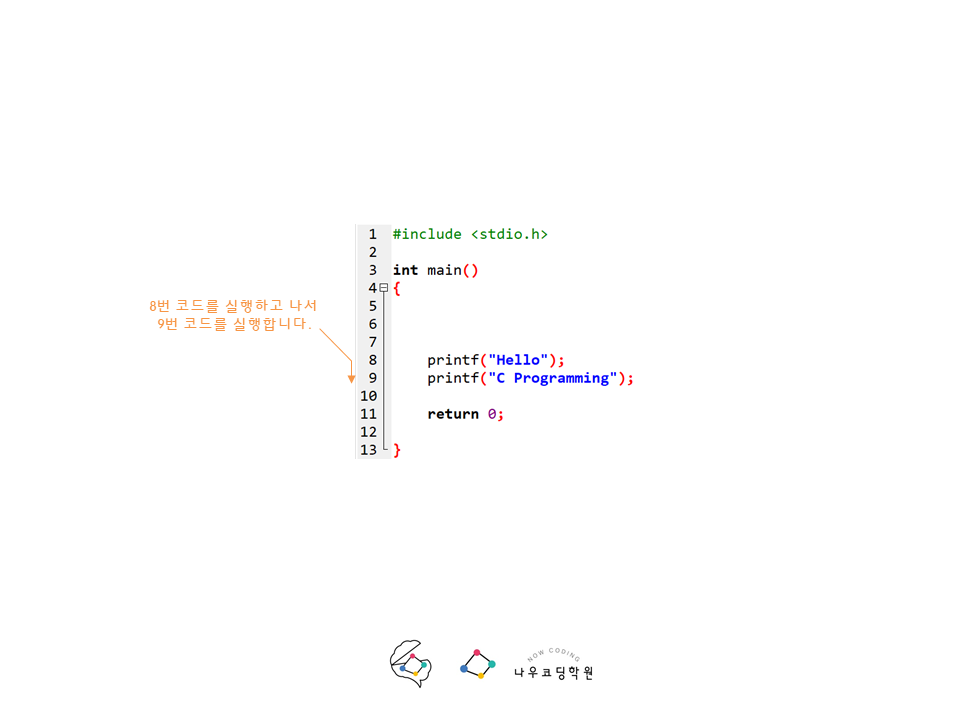 1 #include <stdio.h>
2
3 int main()
4 {
5
8번 코드를 실행하고 나서
6
9번 코드를 실행합니다.
7
8 printf("Hello");
9 printf("C Programming");
10
11 return 0;
12
13 }
NOW CODING
나우코딩학원